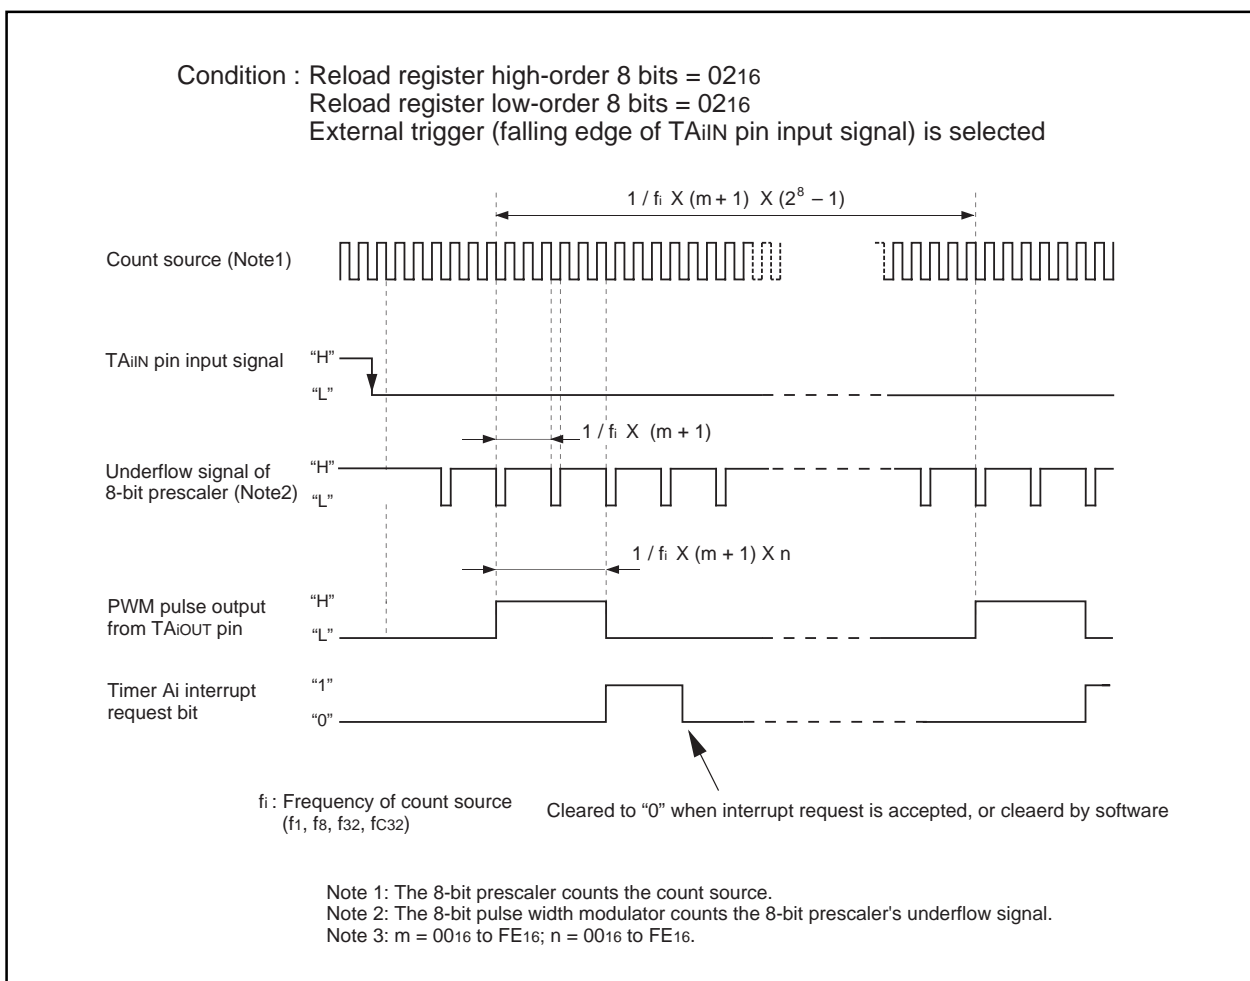 Condition : Reload register high-order 8 bits = 0216
Reload register low-order 8 bits = 0216
External trigger (falling edge of TAiIN pin input signal) is selected
1 / fi X (m + 1) X (2⁸ – 1)
Count source (Note1)
TAiIN pin input signal
“H”
“L”
1 / fi X (m + 1)
Underflow signal of
8-bit prescaler (Note2)
“H”
“L”
1 / fi X (m + 1) X n
PWM pulse output
from TAiOUT pin
“H”
“L”
Timer Ai interrupt
request bit
“1”
“0”
fi : Frequency of count source
(f1, f8, f32, fC32)
Cleared to “0” when interrupt request is accepted, or cleaerd by software
Note 1: The 8-bit prescaler counts the count source.
Note 2: The 8-bit pulse width modulator counts the 8-bit prescaler's underflow signal.
Note 3: m = 0016 to FE16; n = 0016 to FE16.